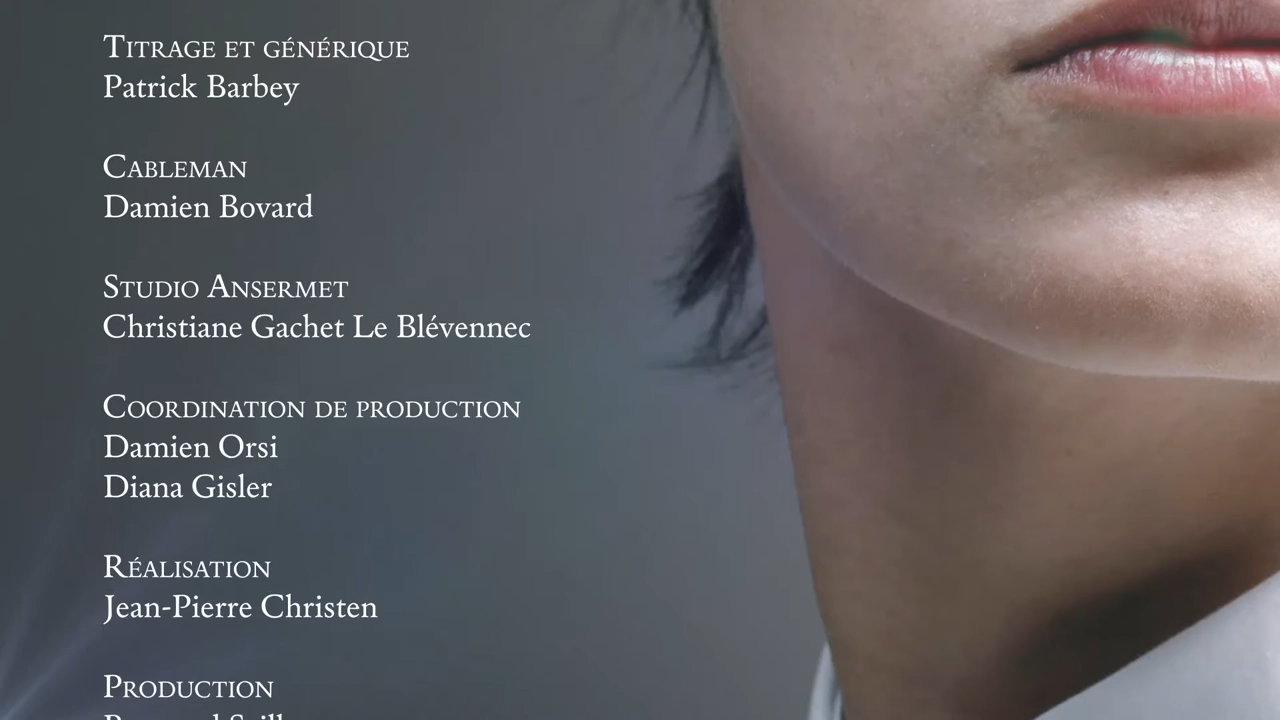 Titrage et générique
Patrick Barbey
Cableman
Damien Bovard
Studio Ansermet
Christiane Gachet Le Blévennec
Coordination de production
Damien Orsi
Diana Gisler
Réalisation
Jean-Pierre Christen
Production